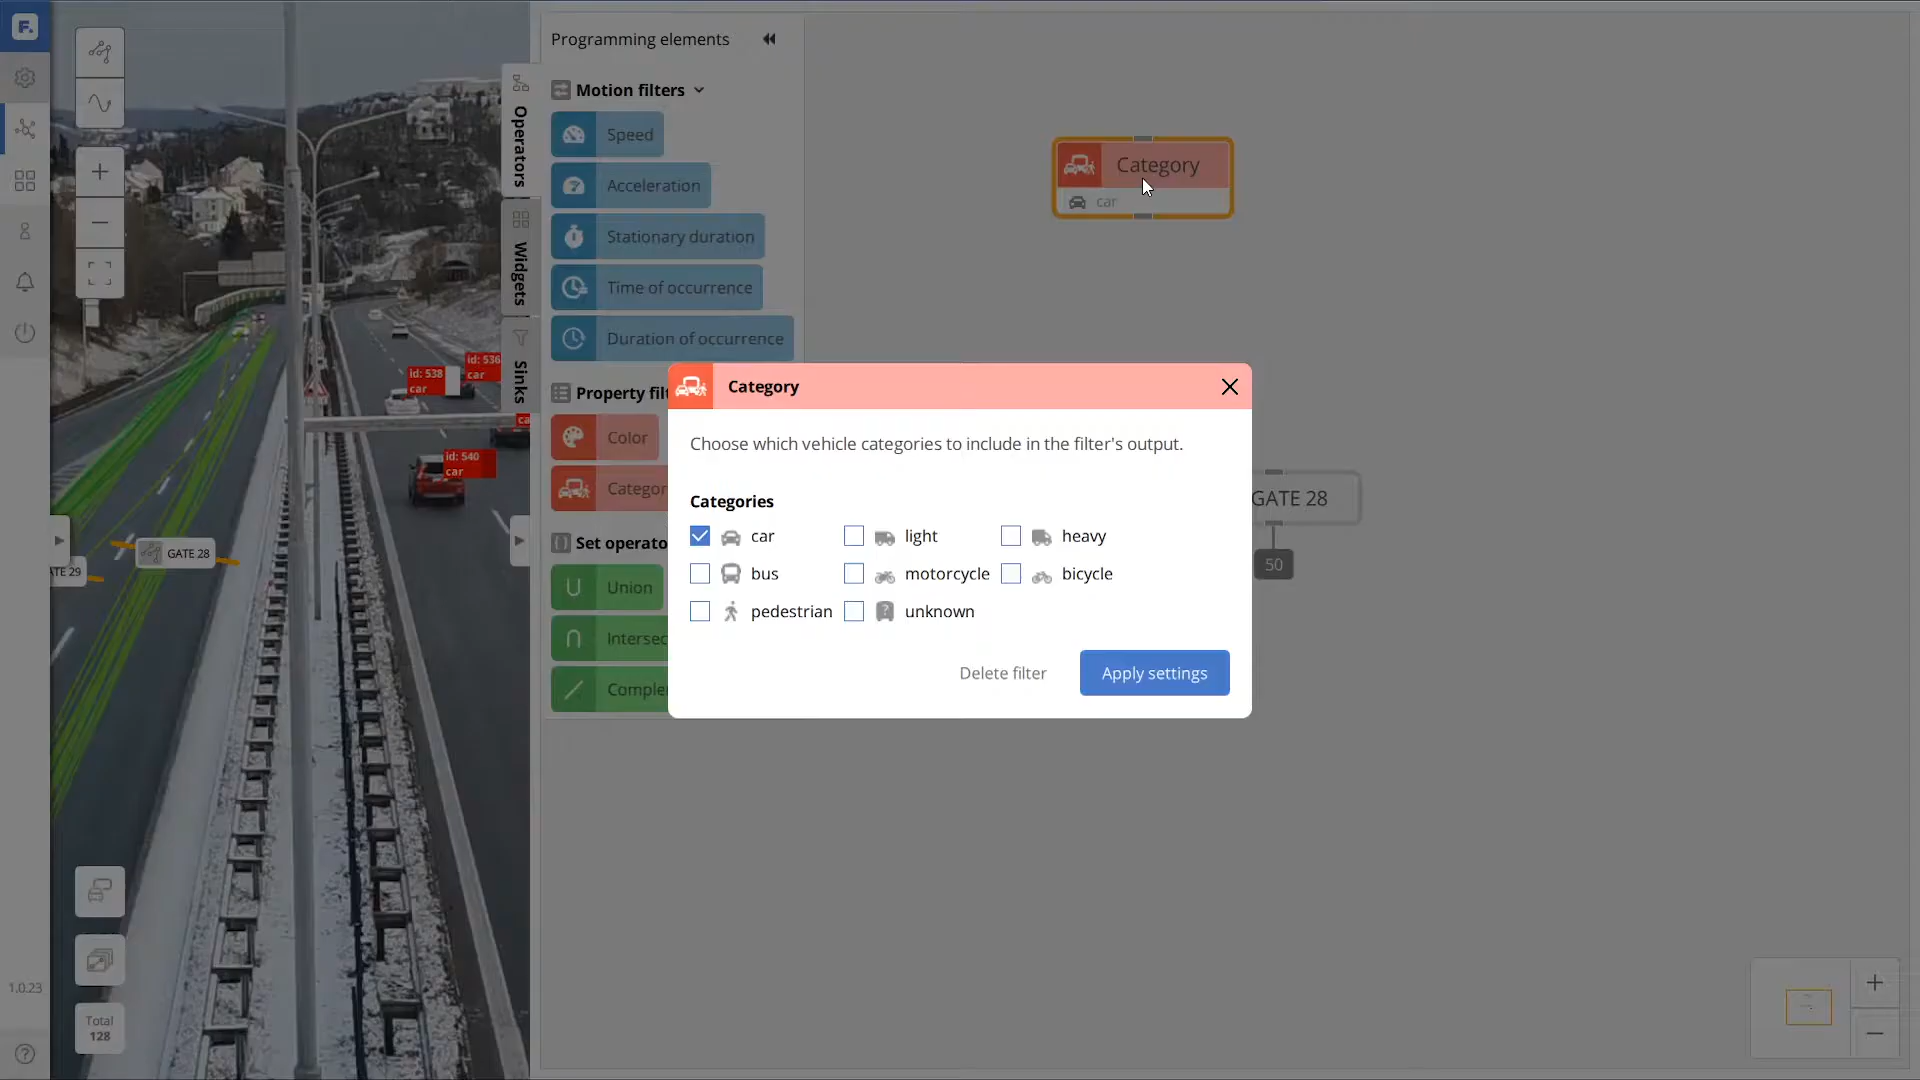 Programming elements
Motion filters
Speed
Acceleration
Stationary duration
Time of occurrence
Duration of occurrence
Property filt
Color
Categor
Set operato
Union
Intersec
Comple
Operators
Widgets
Sinks
Category
car
Category
Choose which vehicle categories to include in the filter's output.
Categories
car
light
heavy
bus
motorcycle
bicycle
pedestrian
unknown
Delete filter
Apply settings
GATE 28
50
id: 538
car
id: 536
car
ca
id: 540
car
GATE 28
ATE 29
1.0.23
Total
128